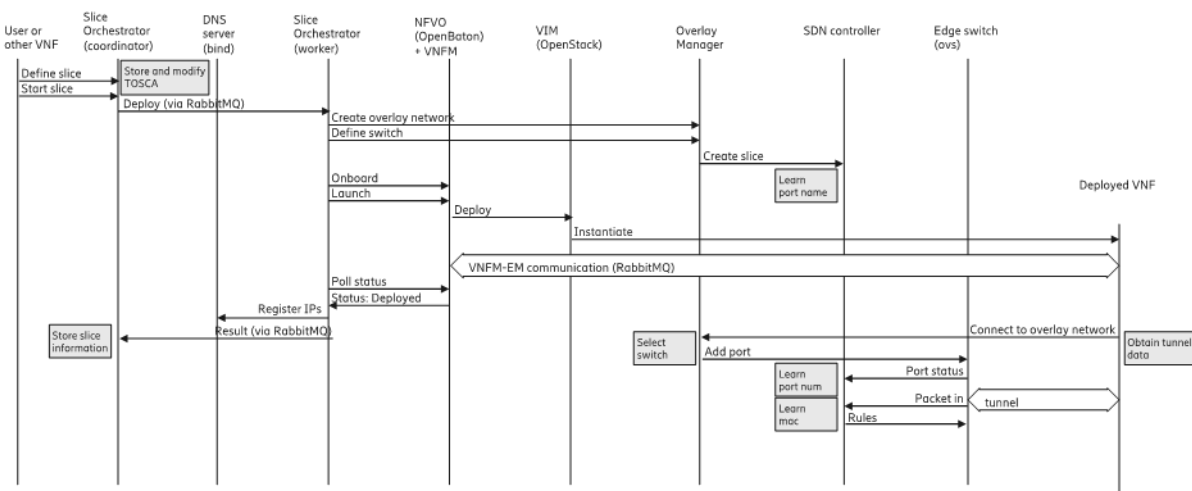 User or
other VNF
Slice
Orchestrator
(coordinator)
DNS
server
(bind)
Slice
Orchestrator
(worker)
NFVO
(OpenBaton)
+ VNFM
VIM
(OpenStack)
Overlay
Manager
SDN controller
Edge switch
(ovs)
Define slice
Store and modify
TOSCA
Start slice
Deploy (via RabbitMQ)
Create overlay network
Define switch
Create slice
Learn
port name
Onboard
Launch
Deployed VNF
Deploy
Instantiate
VNFM-EM communication (RabbitMQ)
Poll status
Status: Deployed
Register IPs
Result (via RabbitMQ)
Store slice
information
Connect to overlay network
Obtain tunnel
data
Select
switch
Add port
Port status
Learn
port num
Packet in
tunnel
Learn
mac
Rules